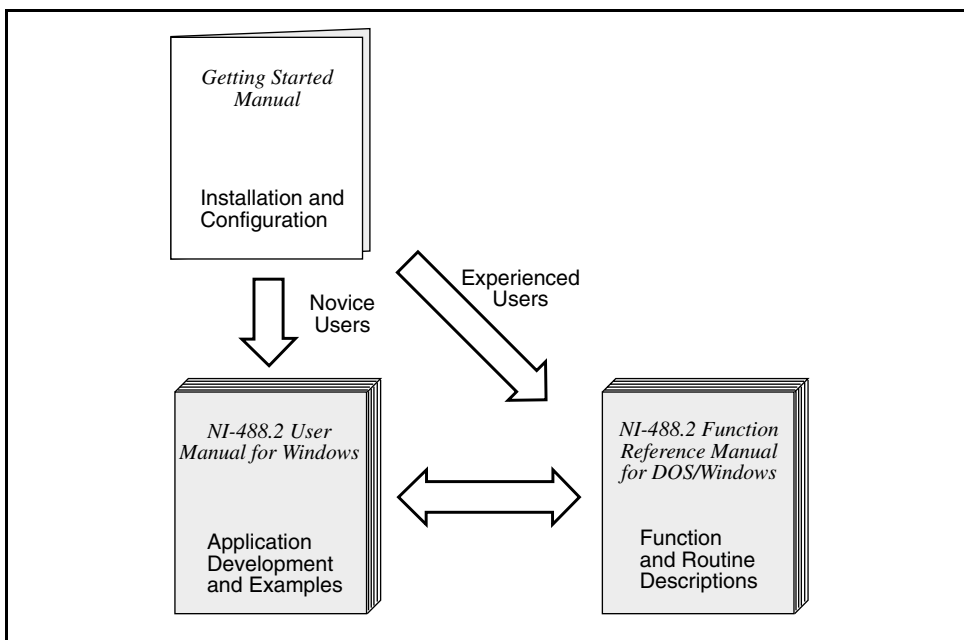 Getting Started
Manual
Installation and
Configuration
Novice
Users
Experienced
Users
NI-488.2 User
Manual for Windows
Application
Development
and Examples
NI-488.2 Function
Reference Manual
for DOS/Windows
Function
and Routine
Descriptions